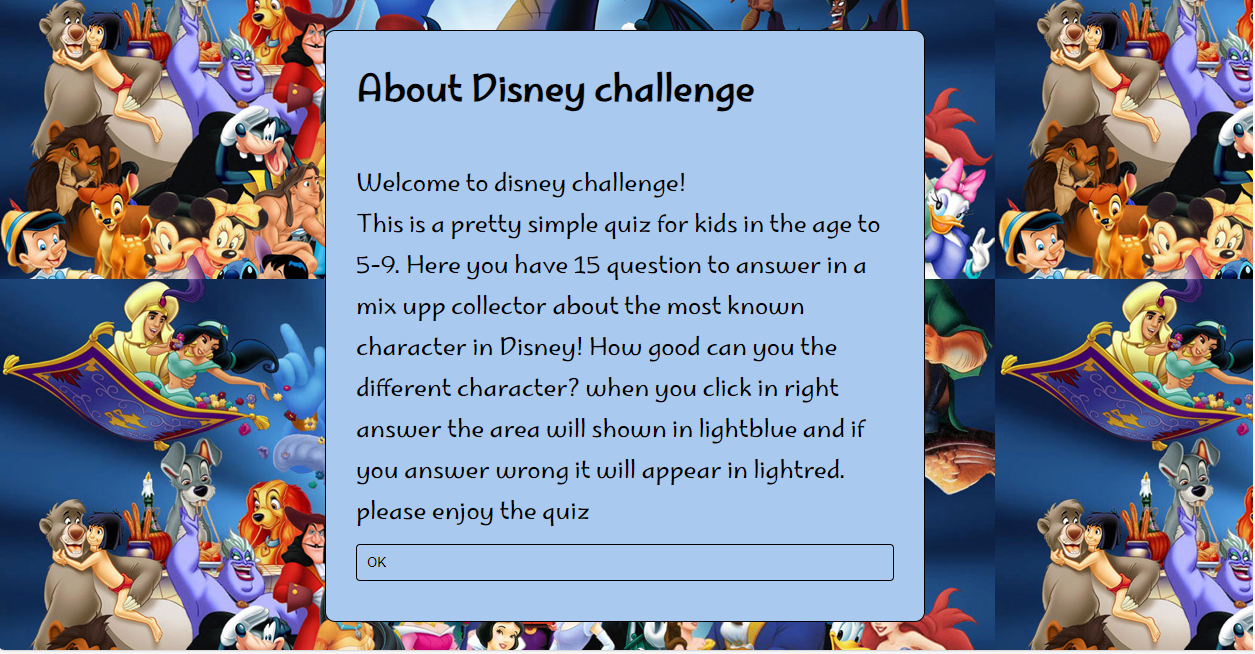 About Disney challenge
Welcome to disney challenge!
This is a pretty simple quiz for kids in the age to
5-9. Here you have 15 question to answer in a
mix upp collector about the most known
character in Disney! How good can you the
different character? when you click in right
answer the area will shown in lightblue and if
you answer wrong it will appear in lightred.
please enjoy the quiz
OK